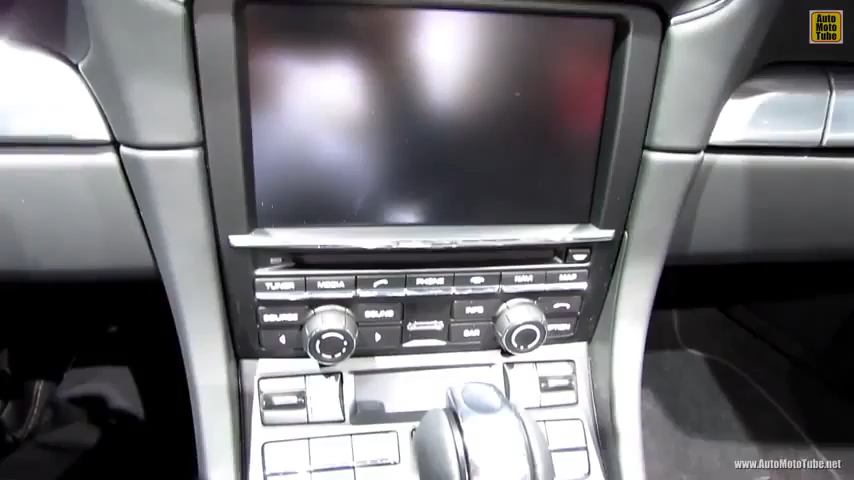 Auto
Moto
Tube
TUNER MEDIA PHONE NAVI MAP
SOURCE SOUND INFO
CAR OPTION
www.AutoMotoTube.net